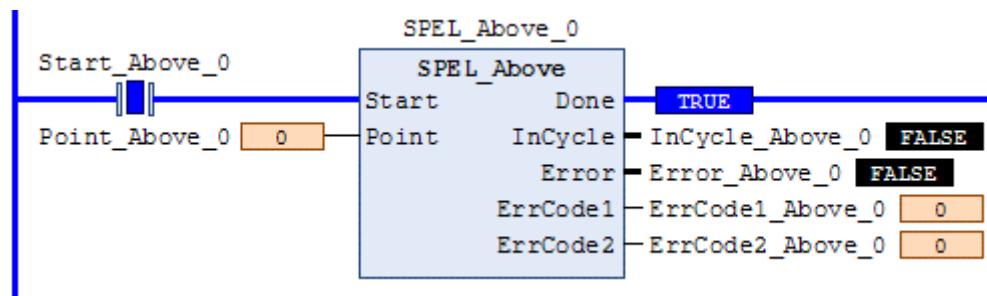 SPEL_Above_0
Start_Above_0
SPEL_Above
Start Done TRUE
Point_Above_0 0 Point InCycle InCycle_Above_0 FALSE
Error Error_Above_0 FALSE
ErrCode1 ErrCode1_Above_0 0
ErrCode2 ErrCode2_Above_0 0